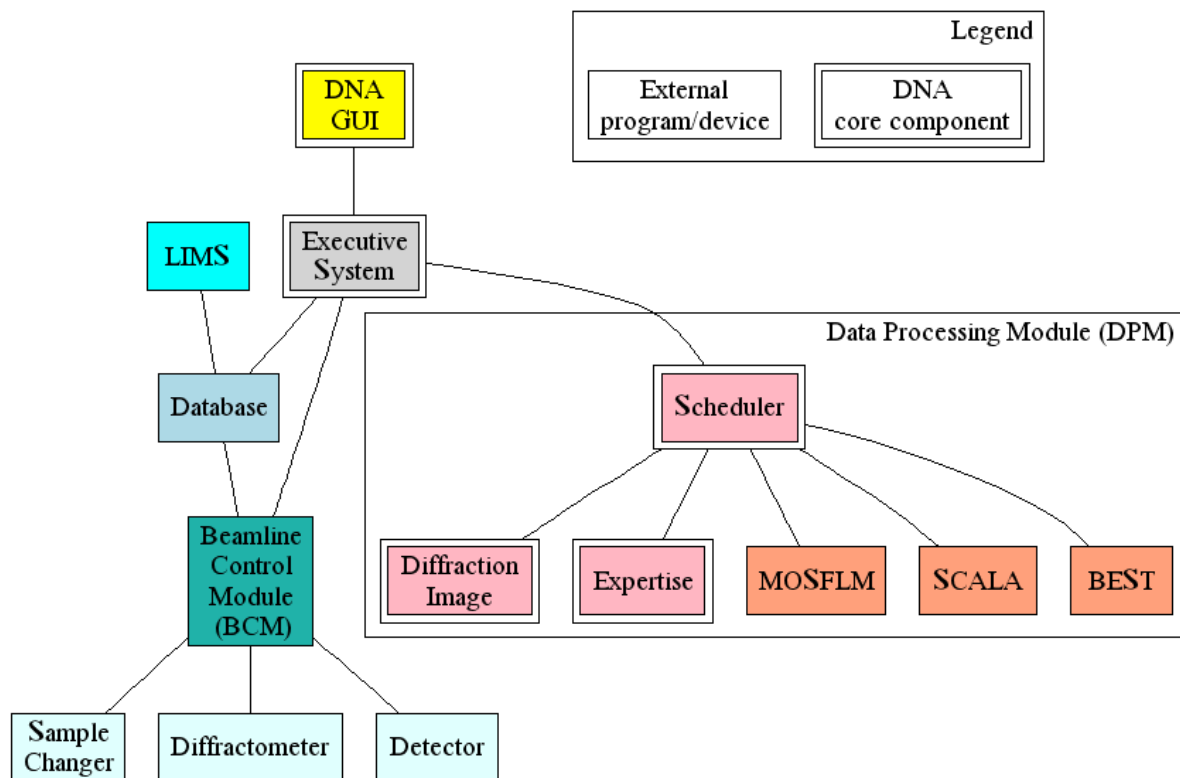 Legend
External
program/device
DNA
core component
DNA
GUI
LIMS
Executive
System
Data Processing Module (DPM)
Database
Scheduler
Beamline
Control
Module
(BCM)
Diffraction
Image
Expertise
MOSFLM
SCALA
BEST
Sample
Changer
Diffractometer
Detector